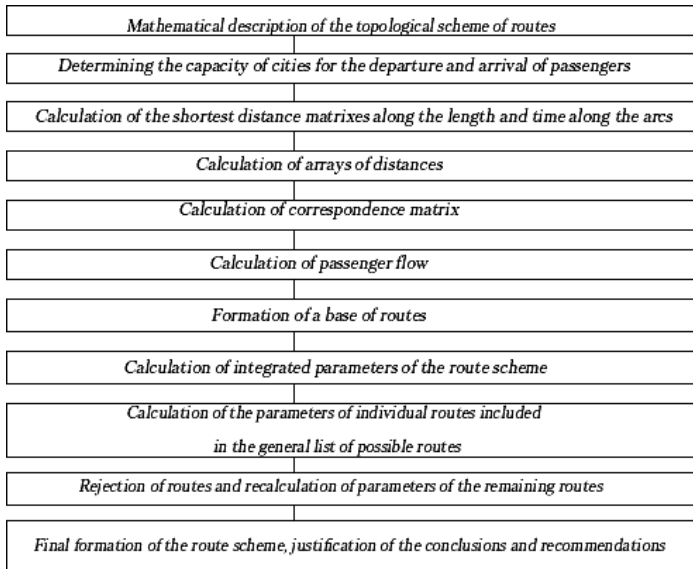 Mathematical description of the topological scheme of routes
Determining the capacity of cities for the departure and arrival of passengers
Calculation of the shortest distance matrixes along the length and time along the arcs
Calculation of arrays of distances
Calculation of correspondence matrix
Calculation of passenger flow
Formation of a base of routes
Calculation of integrated parameters of the route scheme
Calculation of the parameters of individual routes included
in the general list of possible routes
Rejection of routes and recalculation of parameters of the remaining routes
Final formation of the route scheme, justification of the conclusions and recommendations